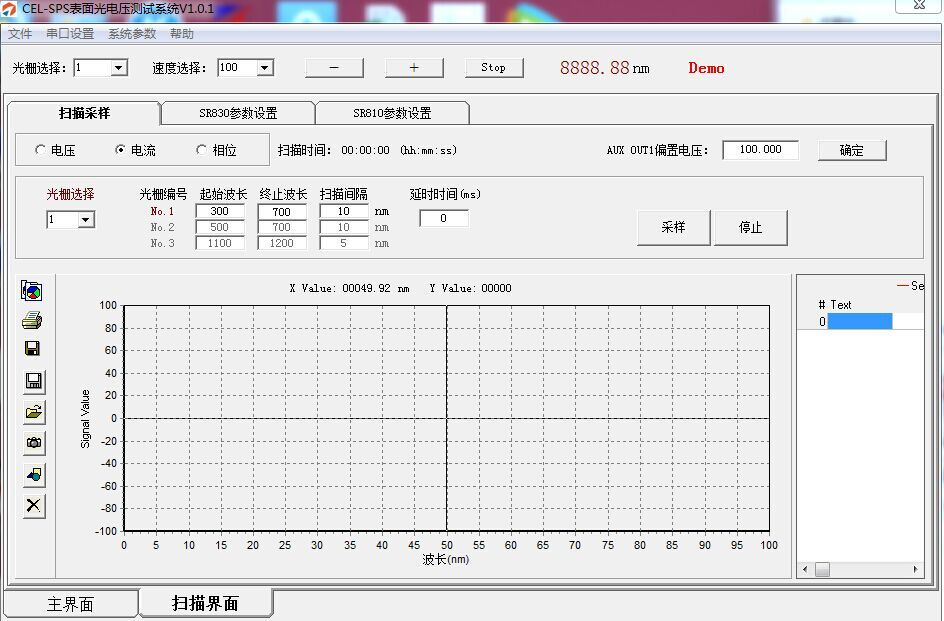 CEL-SPS表面光电压测试系统V1.0.1
文件 串口设置 系统参数 帮助
光栅选择: 1 速度选择: 100 － ＋ Stop 8888.88nm Demo
扫描采样 SR830参数设置 SR810参数设置
电压 电流 相位 扫描时间: 00:00:00 (hh:mm:ss) AUX OUT1偏置电压: 100.000 确定
光栅选择 光栅编号 起始波长 终止波长 扫描间隔 延时时间(ms)
1 No.1 300 700 10 nm 0
No.2 500 700 10 nm 采样 停止
No.3 1100 1200 5 nm
X Value: 00049.92 nm Y Value: 00000
Se
# Text
0
100
80
60
40
20
0
-20
-40
-60
-80
-100
Signal Value
0 5 10 15 20 25 30 35 40 45 50 55 60 65 70 75 80 85 90 95 100
波长(nm)
主界面 扫描界面